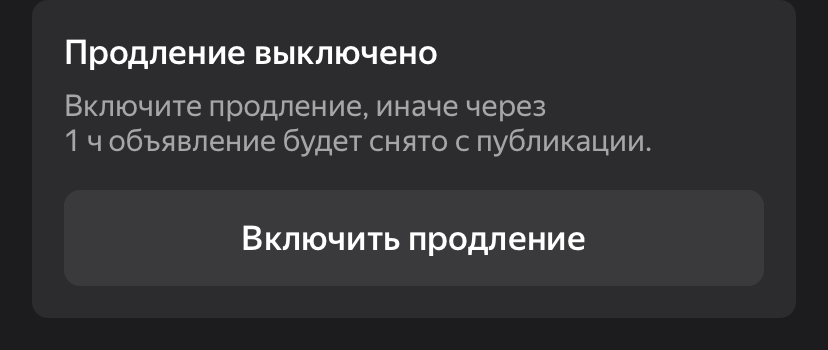 Продление выключено
Включите продление, иначе через
1 ч объявление будет снято с публикации.
Включить продление